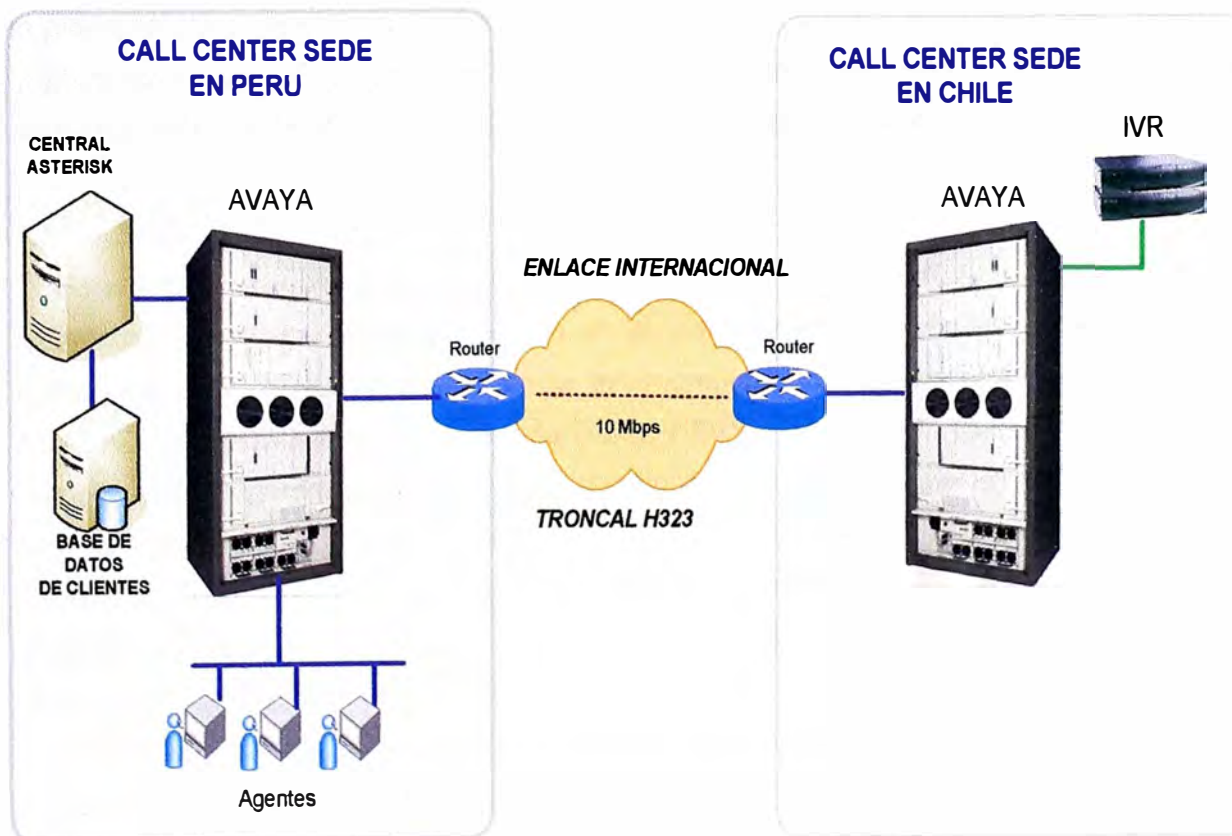 CALL CENTER SEDE
EN PERU
CENTRAL
ASTERISK
AVAYA
BASE DE
DATOS
DE CLIENTES
Agentes
Router
ENLACE INTERNACIONAL
10 Mbps
TRONCAL H323
Router
CALL CENTER SEDE
EN CHILE
IVR
AVAYA